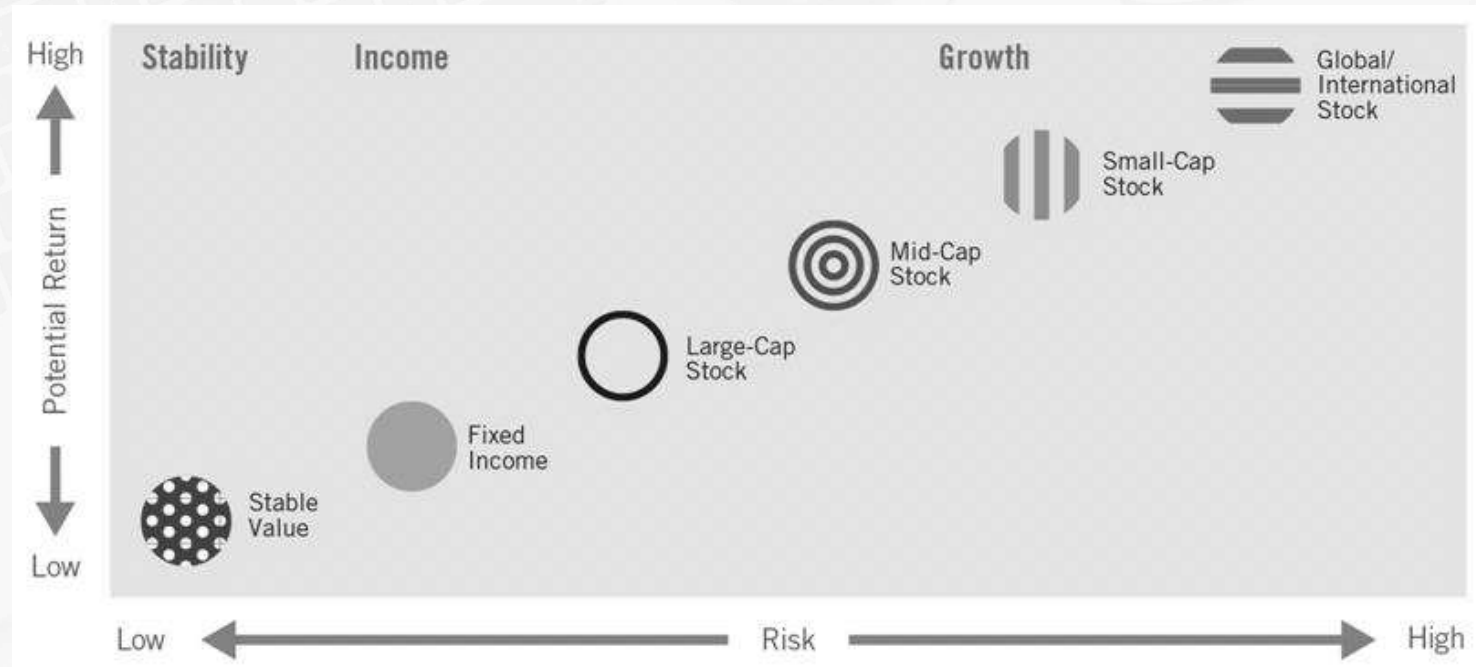 High
Stability
Income
Growth
Global/
International
Stock
Small-Cap
Stock
Mid-Cap
Stock
Potential Return
Large-Cap
Stock
Fixed
Income
Stable
Value
Low
Low
Risk
High